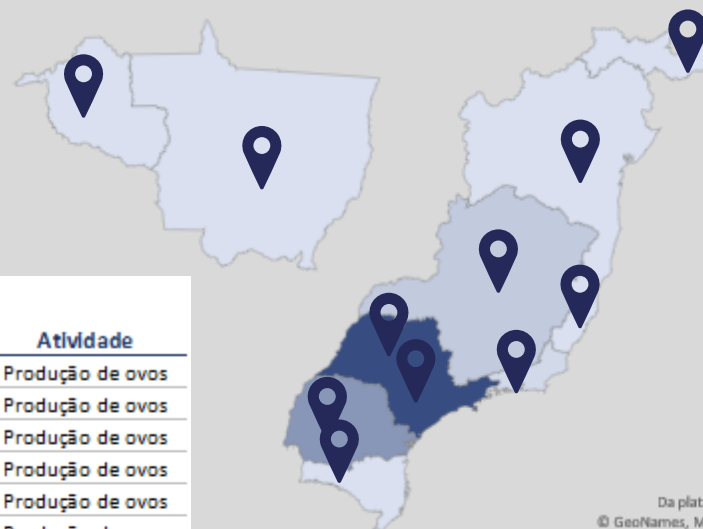 Atividade
Produção de ovos
Produção de ovos
Produção de ovos
Produção de ovos
Produção de ovos
Da plat
© GeoNames, M